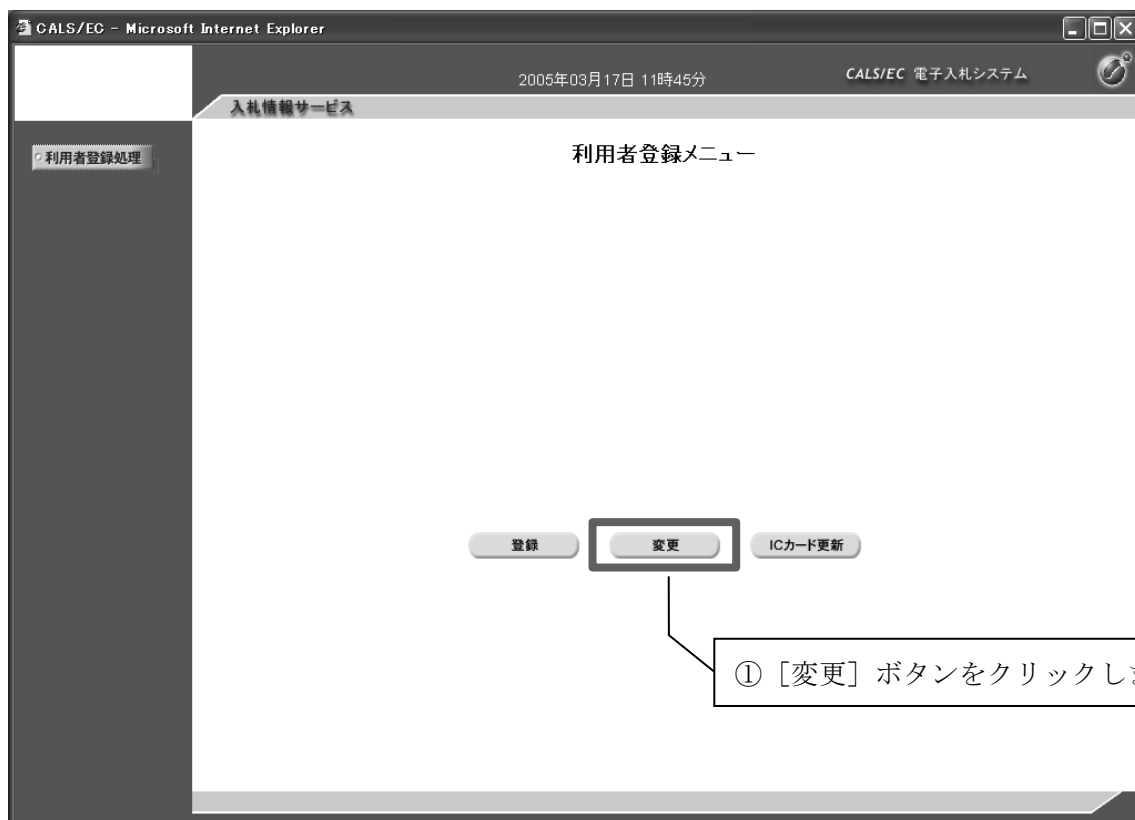 CALS/EC - Microsoft Internet Explorer
2005年03月17日 11時45分
CALS/EC 電子入札システム
入札情報サービス
利用者登録処理
利用者登録メニュー
登録 変更 ICカード更新
①［変更］ボタンをクリックしま